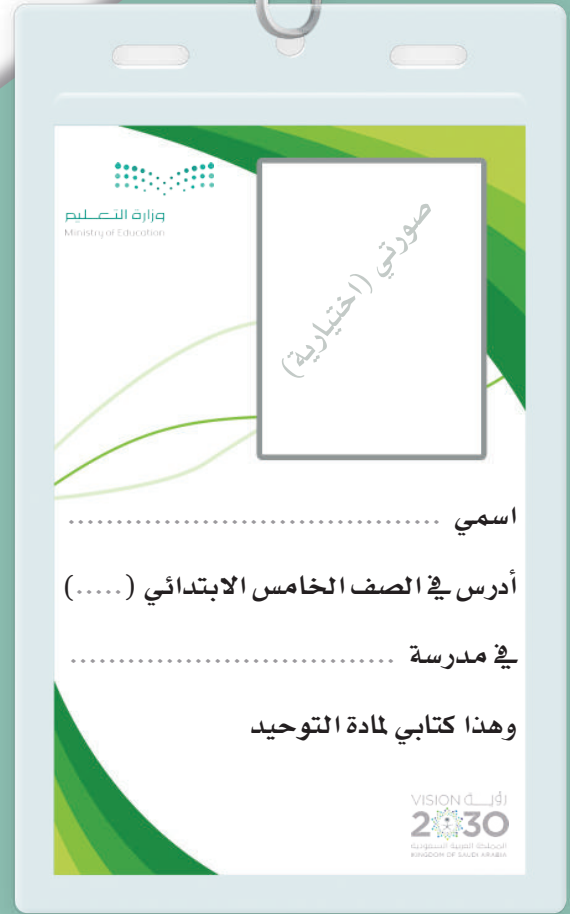 وزارة التعليم
Ministry of Education
صورتي (اختيارية)
اسمي .......................................
أدرس في الصف الخامس الابتدائي (.....)
في مدرسة ..................................
وهذا كتابي لمادة التوحيد
VISION رؤيــة
2030
المملكة العربية السعودية
KINGDOM OF SAUDI ARABIA